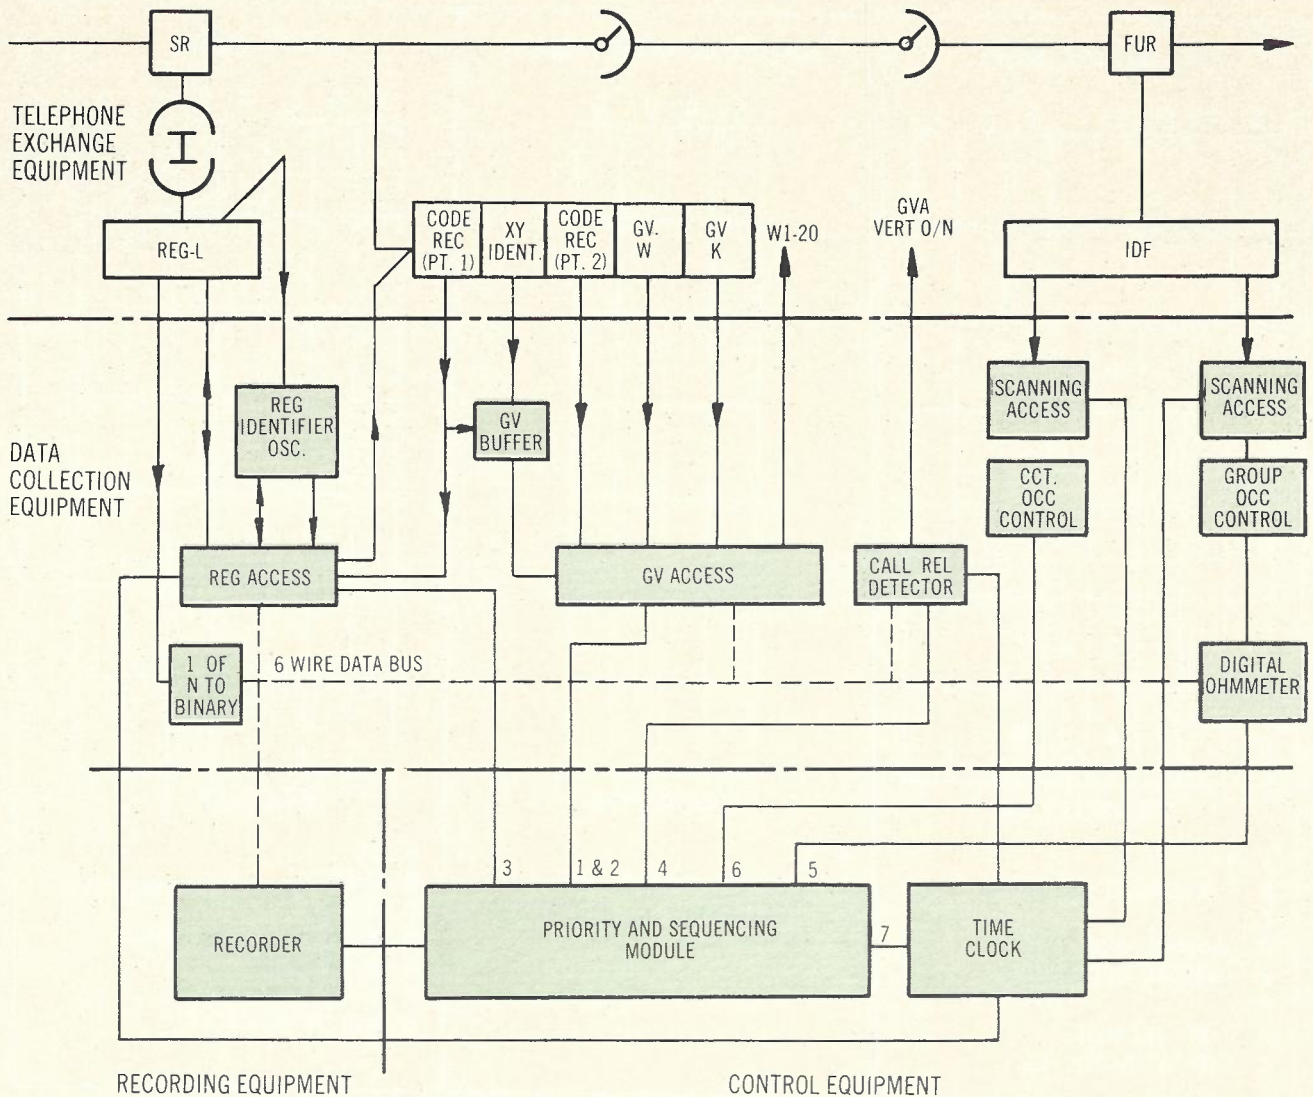 SR
FUR
TELEPHONE
EXCHANGE
EQUIPMENT
REG-L
CODE
REC
(PT. 1)
XY
IDENT.
CODE
REC
(PT. 2)
GV.
W
GV
K
W1-20
GVA
VERT O/N
IDF
DATA
COLLECTION
EQUIPMENT
REG
IDENTIFIER
OSC.
GV
BUFFER
SCANNING
ACCESS
SCANNING
ACCESS
CCT.
OCC
CONTROL
GROUP
OCC
CONTROL
REG ACCESS
GV ACCESS
CALL REL
DETECTOR
1 OF
N TO
BINARY
6 WIRE DATA BUS
DIGITAL
OHMMETER
3
1 & 2
4
6
5
RECORDER
PRIORITY AND SEQUENCING
MODULE
7
TIME
CLOCK
RECORDING EQUIPMENT
CONTROL EQUIPMENT